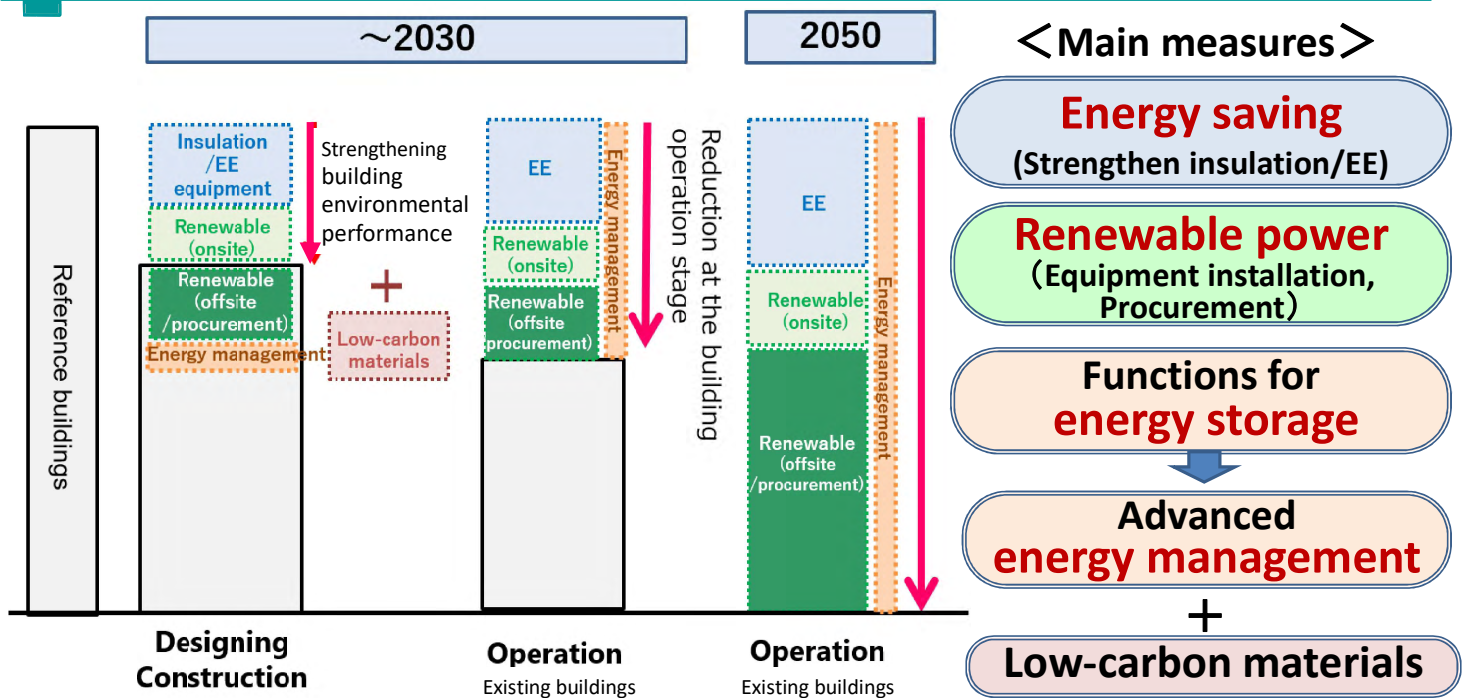 ～2030
2050
＜Main measures＞
Reference buildings
Insulation
/EE
equipment
Renewable
(onsite)
Renewable
(offsite
/procurement)
Energy management
Strengthening
building
environmental
performance
+
Low-carbon
materials
EE
Renewable
(onsite)
Renewable
(offsite
procurement)
Energy management
Reduction at the building
operation stage
EE
Renewable
(onsite)
Renewable
(offsite
/procurement)
Energy management
Designing
Construction
Operation
Existing buildings
Operation
Existing buildings
Energy saving
(Strengthen insulation/EE)
Renewable power
（Equipment installation,
Procurement）
Functions for
energy storage
Advanced
energy management
+
Low-carbon materials